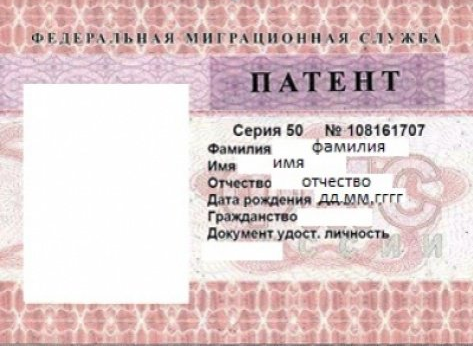 ФЕДЕРАЛЬНАЯ МИГРАЦИОННАЯ СЛУЖБА
ПАТЕНТ
Серия 50 № 108161707
Фамилия фамилия
Имя имя
Отчество отчество
Дата рождения дд.мм.гггг
Гражданство
Документ удост. личность